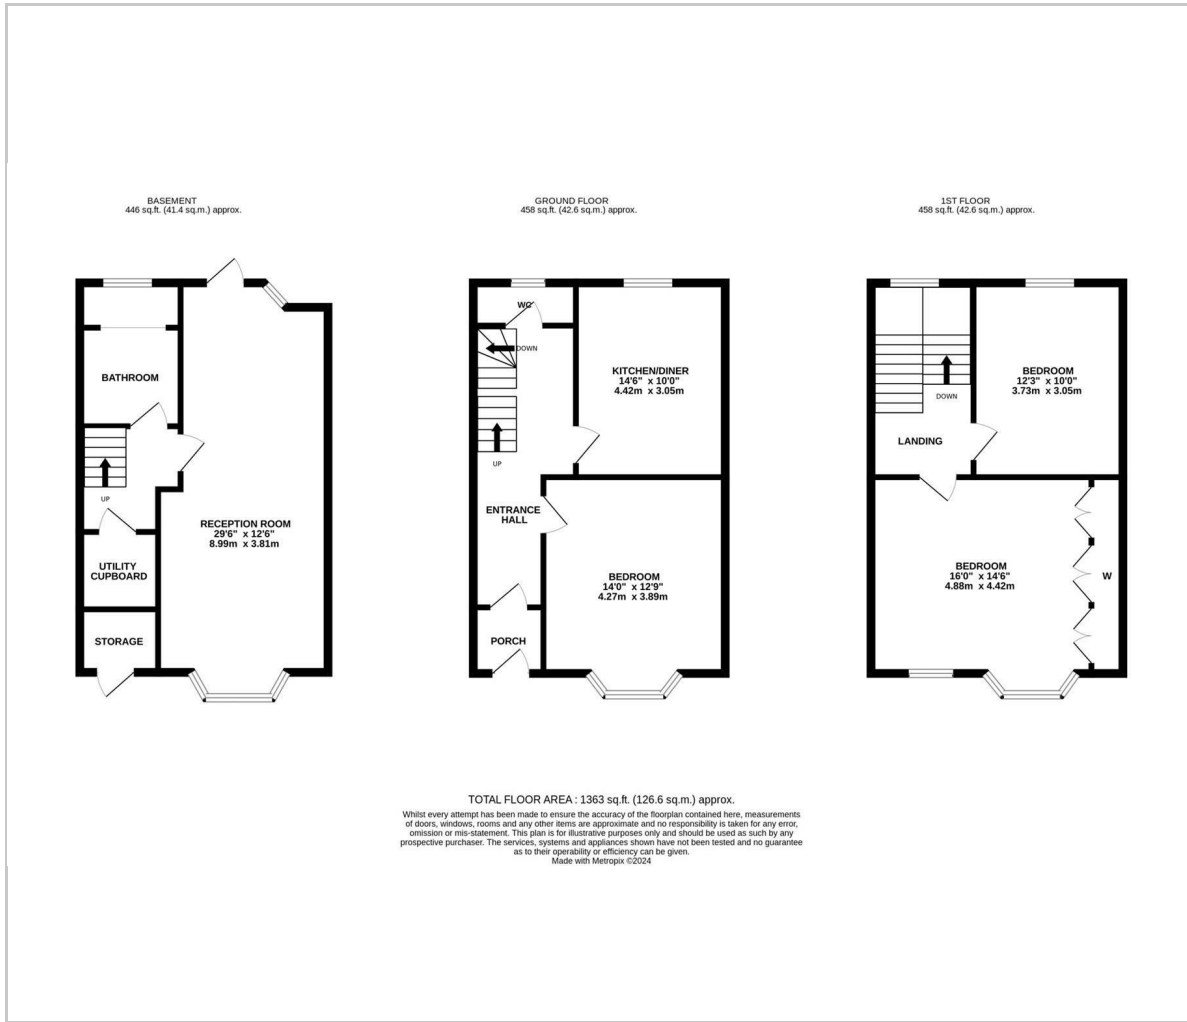 BASEMENT
446 sq.ft. (41.4 sq.m.) approx.
BATHROOM
UP
RECEPTION ROOM
29'6" x 12'6"
8.99m x 3.81m
UTILITY
CUPBOARD
STORAGE
GROUND FLOOR
458 sq.ft. (42.6 sq.m.) approx.
WC
DOWN
KITCHEN/DINER
14'6" x 10'0"
4.42m x 3.05m
UP
ENTRANCE
HALL
BEDROOM
14'0" x 12'9"
4.27m x 3.89m
PORCH
1ST FLOOR
458 sq.ft. (42.6 sq.m.) approx.
BEDROOM
12'3" x 10'0"
3.73m x 3.05m
DOWN
LANDING
BEDROOM
16'0" x 14'6"
4.88m x 4.42m
W
TOTAL FLOOR AREA : 1363 sq.ft. (126.6 sq.m.) approx.
Whilst every attempt has been made to ensure the accuracy of the floorplan contained here, measurements
of doors, windows, rooms and any other items are approximate and no responsibility is taken for any error,
omission or mis-statement. This plan is for illustrative purposes only and should be used as such by any
prospective purchaser. The services, systems and appliances shown have not been tested and no guarantee
as to their operability or efficiency can be given.
Made with Metropix ©2024